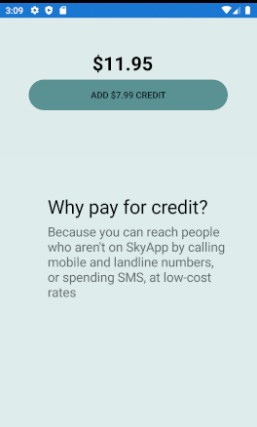 3:09
$11.95
ADD $7.99 CREDIT
Why pay for credit?
Because you can reach people
who aren't on SkyApp by calling
mobile and landline numbers,
or spending SMS, at low-cost
rates